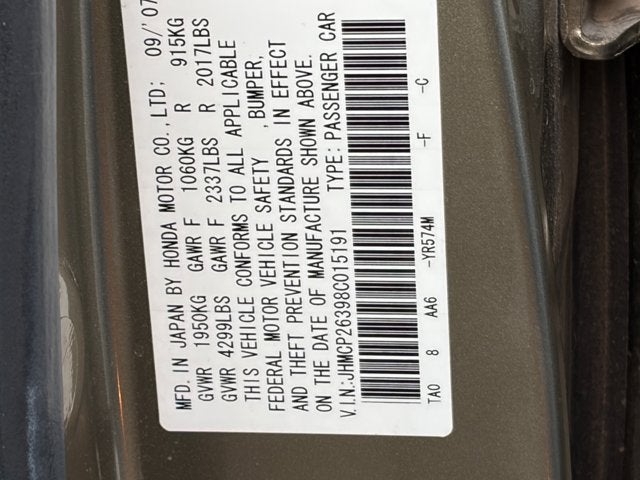 MFD. IN JAPAN BY HONDA MOTOR CO.,LTD; 09/'07
GVWR 1950KG GAWR F 1060KG R 915KG
GVWR 4299LBS GAWR F 2337LBS R 2017LBS
THIS VEHICLE CONFORMS TO ALL APPLICABLE
FEDERAL MOTOR VEHICLE SAFETY , BUMPER,
AND THEFT PREVENTION STANDARDS IN EFFECT
ON THE DATE OF MANUFACTURE SHOWN ABOVE.
V.I.N.:JHMCP26398C015191 TYPE: PASSENGER CAR
TA0 8 AA6 -YR574M -F -C